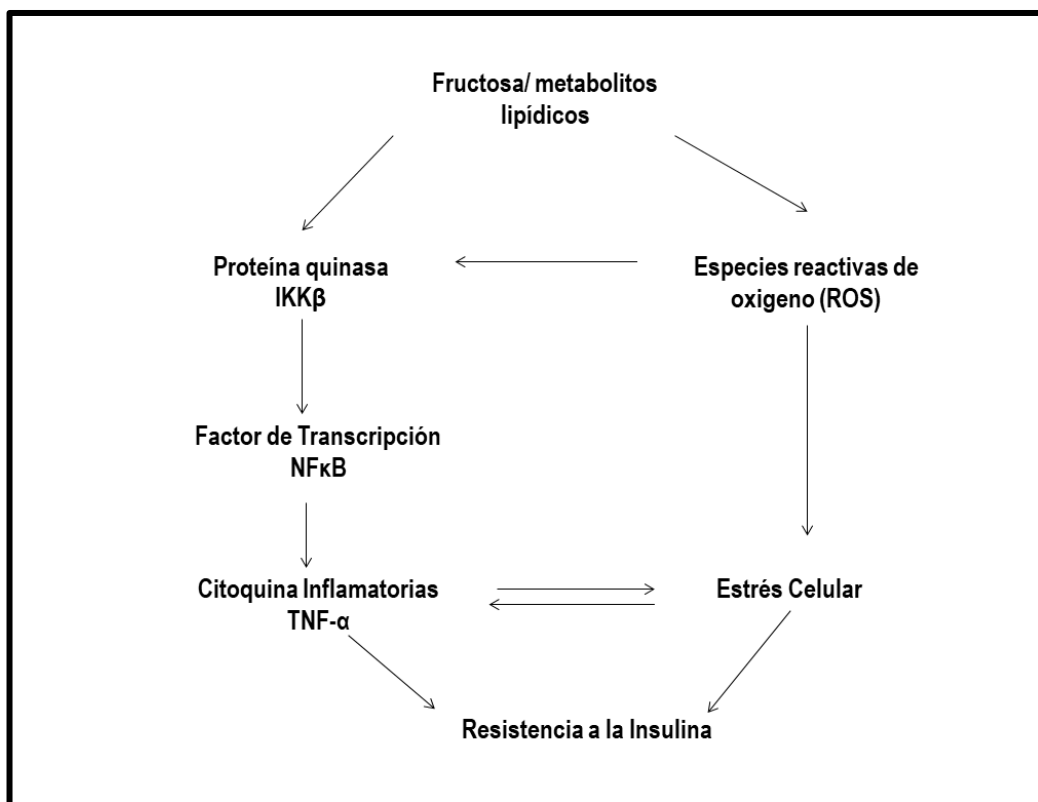 Fructosa/ metabolitos
lipídicos
Proteína quinasa
IKKβ
Especies reactivas de
oxigeno (ROS)
Factor de Transcripción
NFκB
Citoquina Inflamatorias
TNF-α
Estrés Celular
Resistencia a la Insulina